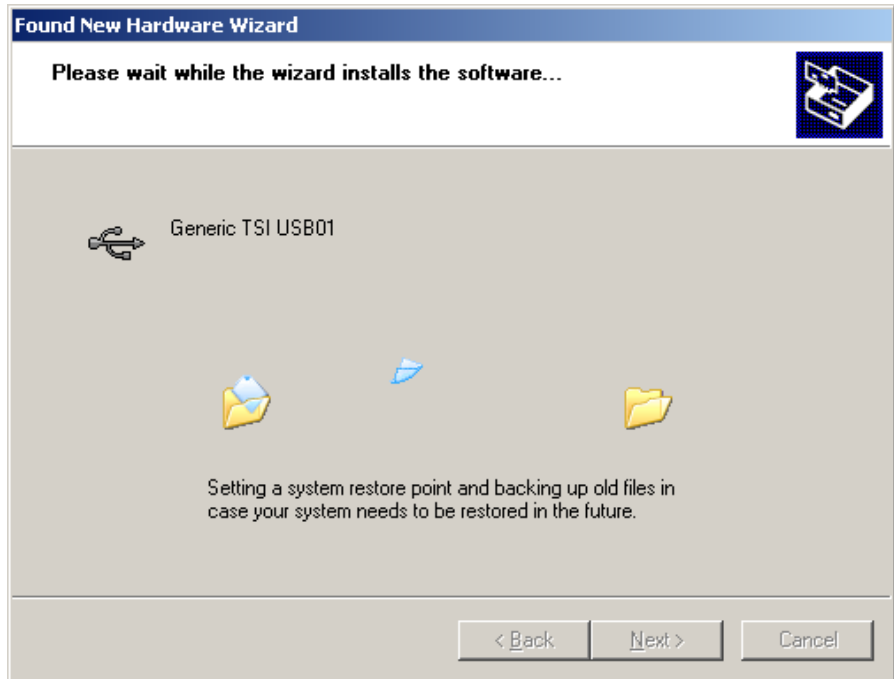 Found New Hardware Wizard
Please wait while the wizard installs the software...
Generic TSI USB01
Setting a system restore point and backing up old files in
case your system needs to be restored in the future.
< Back
Next >
Cancel